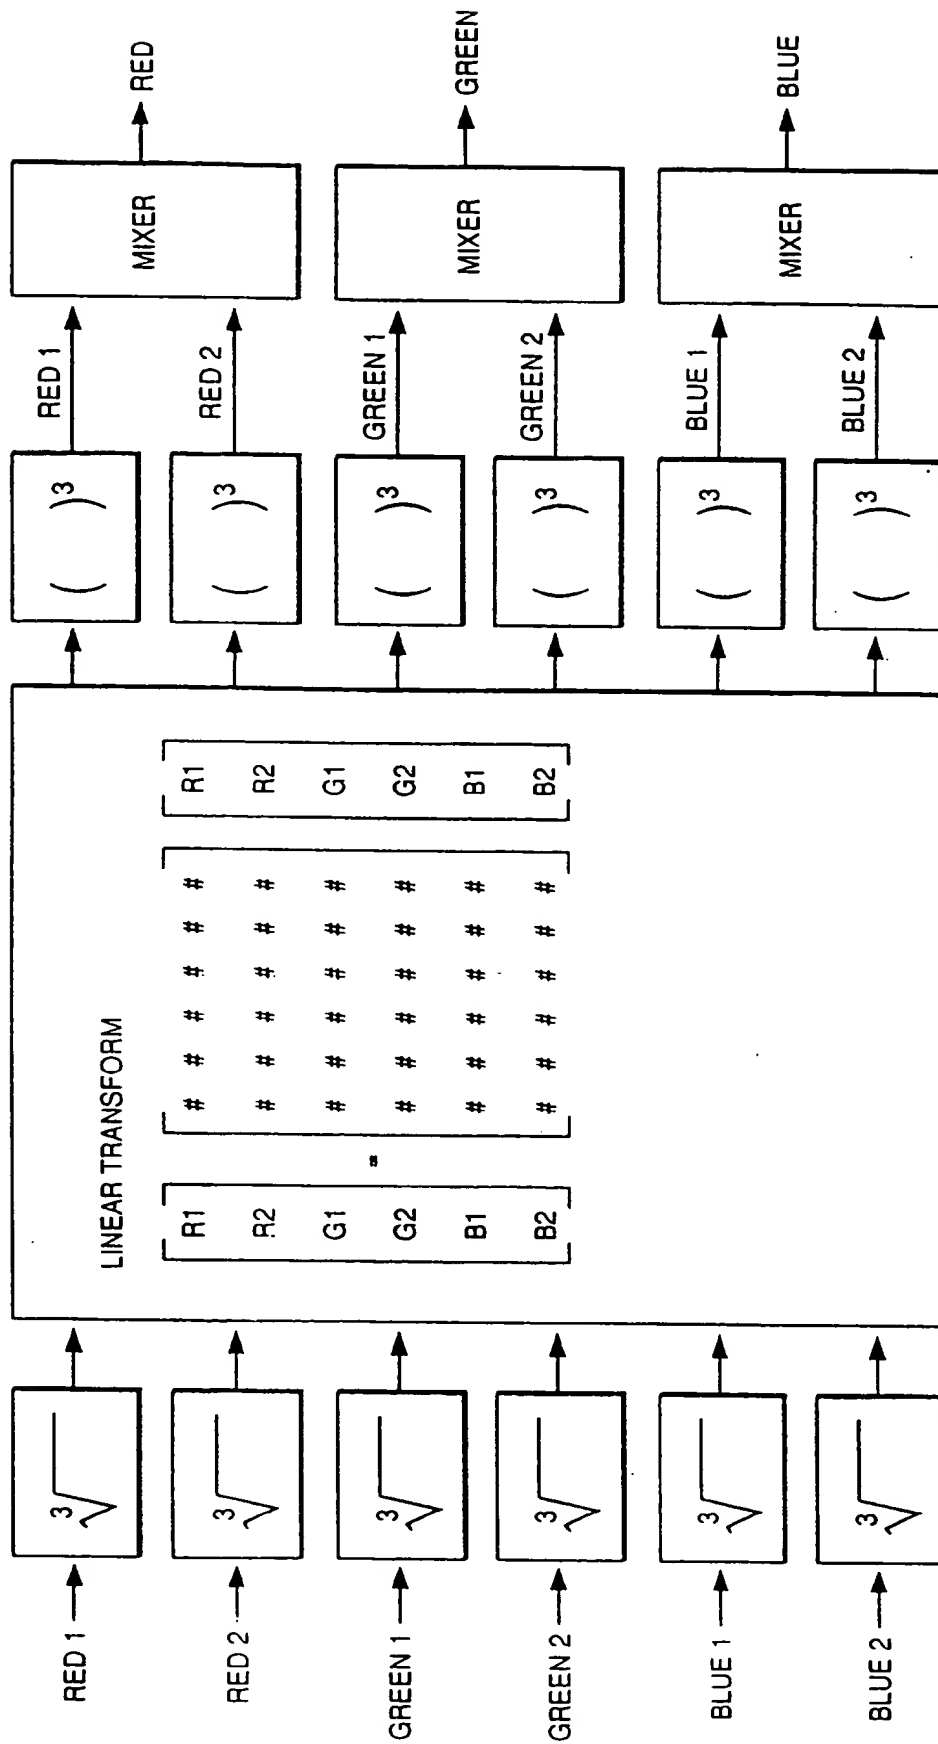 RED 1
RED 2
GREEN 1
GREEN 2
BLUE 1
BLUE 2
3√
3√
3√
3√
3√
3√
LINEAR TRANSFORM
R1 # # # # # # R1
R2 # # # # # # R2
G1 # # # # # # G1
=
G2 # # # # # # G2
B1 # # # # # # B1
B2 # # # # # # B2
( )3
( )3
( )3
( )3
( )3
( )3
RED 1
RED 2
GREEN 1
GREEN 2
BLUE 1
BLUE 2
MIXER
MIXER
MIXER
RED
GREEN
BLUE